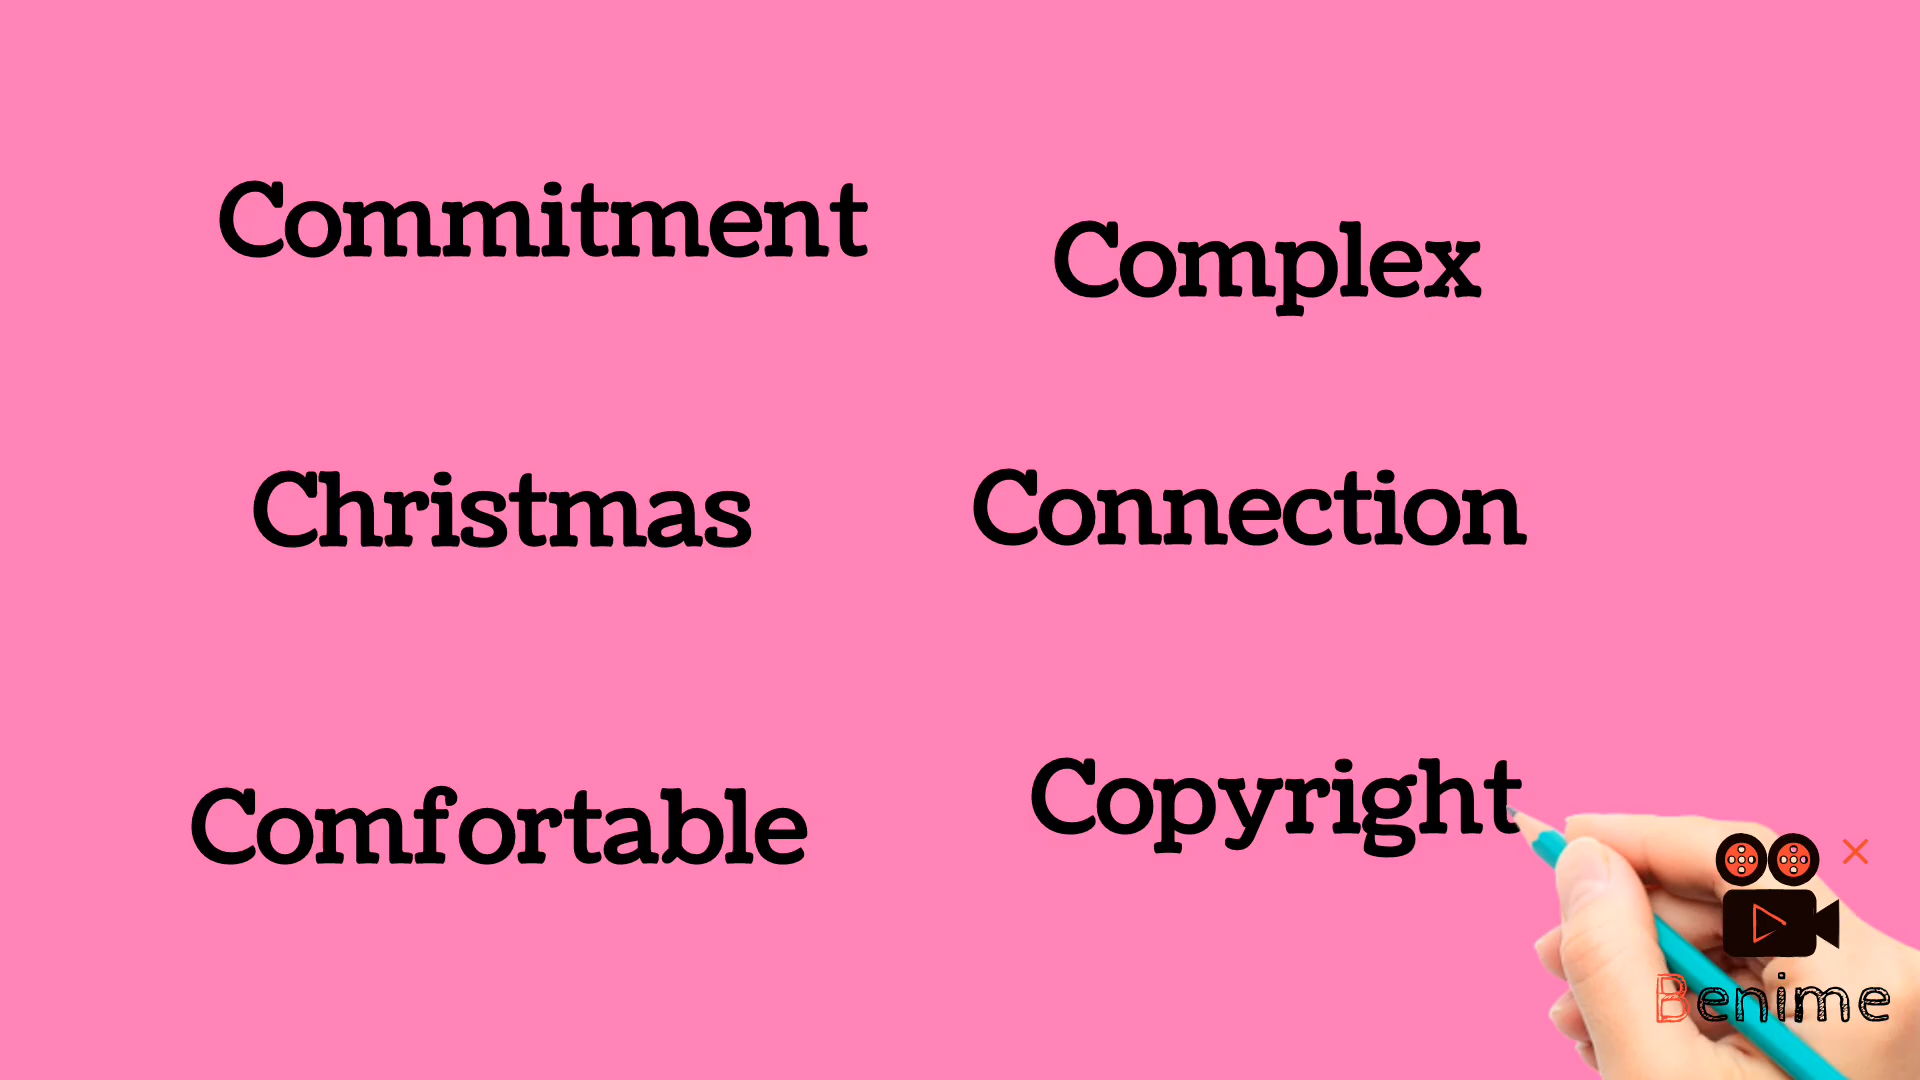 Commitment
Complex
Christmas
Connection
Comfortable
Copyright
Benime